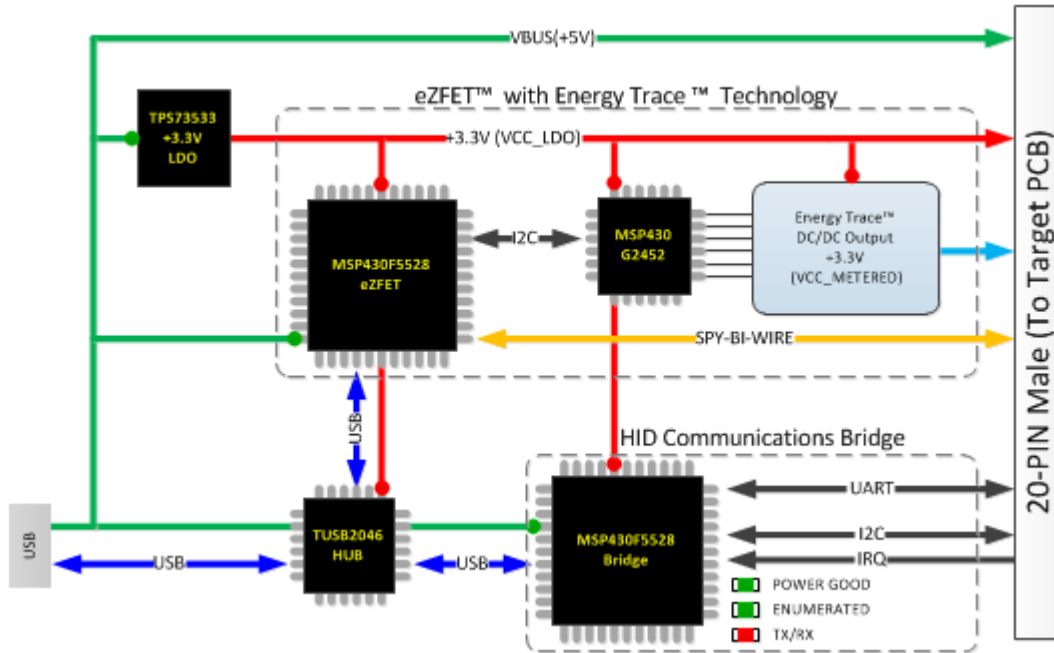 VBUS(+5V)
eZFET™ with Energy Trace ™ Technology
TPS73533
+3.3V
LDO
+3.3V (VCC_LDO)
MSP430F5528
eZFET
I2C
MSP430
G2452
Energy Trace™
DC/DC Output
+3.3V
(VCC_METERED)
SPY-BI-WIRE
USB
HID Communications Bridge
USB
USB
TUSB2046
HUB
USB
MSP430F5528
Bridge
UART
I2C
IRQ
POWER GOOD
ENUMERATED
TX/RX
20-PIN Male (To Target PCB)